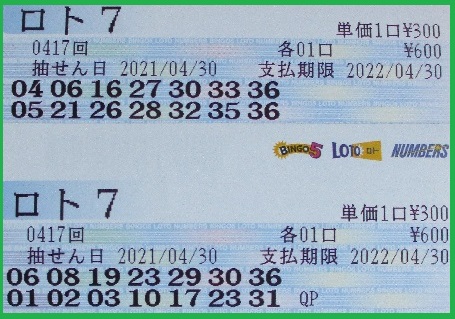 ロト7
単価1口¥300
0417回 各01口 ¥600
抽せん日 2021/04/30 支払期限 2022/04/30
04 06 16 27 30 33 36
05 21 26 28 32 35 36
BINGO5 LOTO ロト NUMBERS
ロト7
単価1口¥300
0417回 各01口 ¥600
抽せん日 2021/04/30 支払期限 2022/04/30
06 08 19 23 29 30 36
01 02 03 10 17 23 31 QP